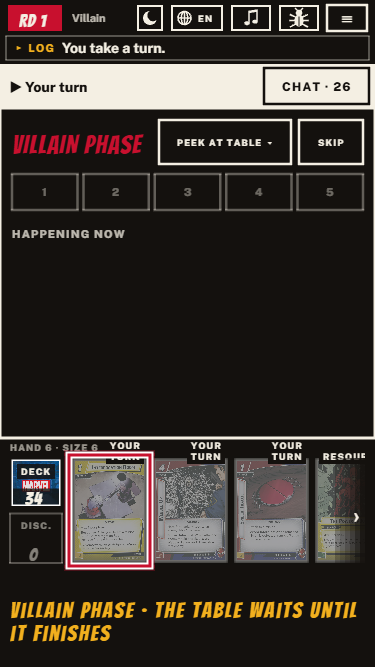 RD 1 Villain EN
▸ LOG You take a turn.
▶ Your turn CHAT · 26
VILLAIN PHASE PEEK AT TABLE SKIP
1 2 3 4 5
HAPPENING NOW
HAND 6 · SIZE 6
YOUR TURN
YOUR TURN
YOUR TURN
DECK
MARVEL
34
DISC.
0
VILLAIN PHASE · THE TABLE WAITS UNTIL
IT FINISHES